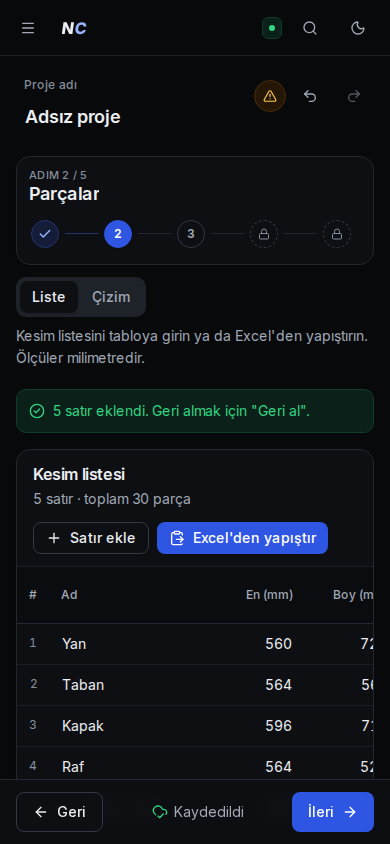 NC
Proje adı
Adsız proje
ADIM 2 / 5
Parçalar
2
3
Liste
Çizim
Kesim listesini tabloya girin ya da Excel'den yapıştırın.
Ölçüler milimetredir.
5 satır eklendi. Geri almak için "Geri al".
Kesim listesi
5 satır · toplam 30 parça
Satır ekle
Excel'den yapıştır
# Ad En (mm) Boy (m
1 Yan 560
2 Taban 564
3 Kapak 596
4 Raf 564
Geri
Kaydedildi
İleri